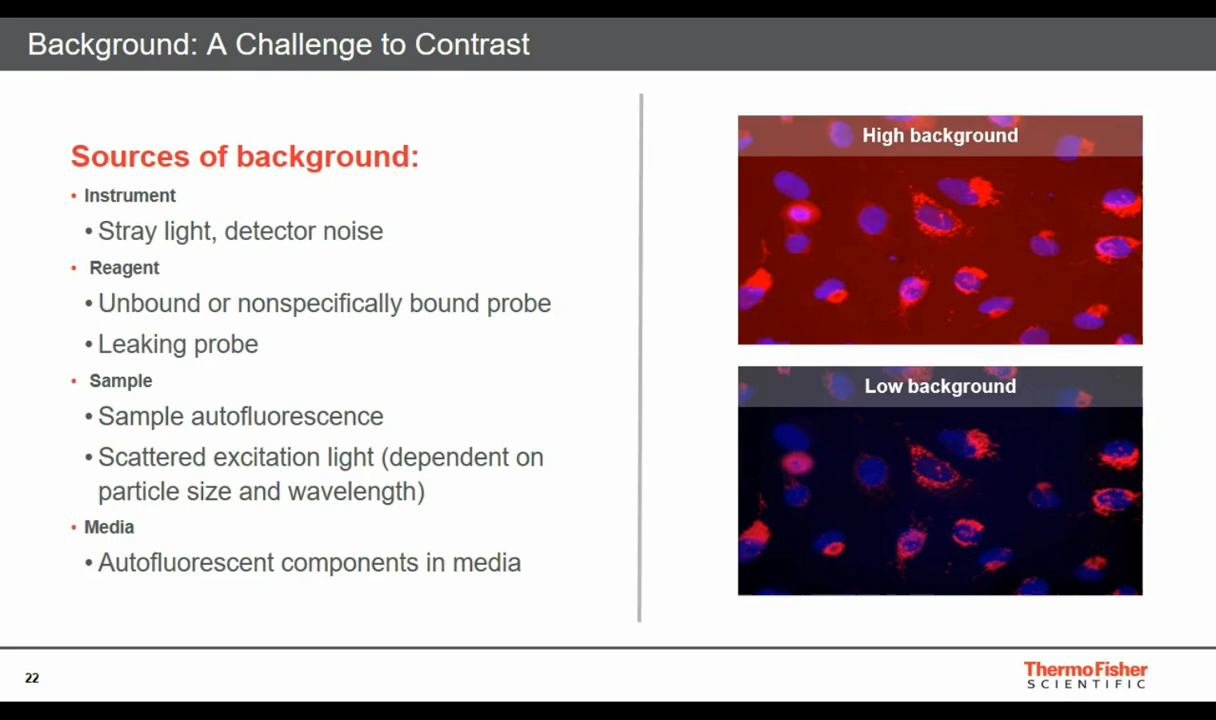 Background: A Challenge to Contrast
Sources of background:
• Instrument
• Stray light, detector noise
• Reagent
• Unbound or nonspecifically bound probe
• Leaking probe
• Sample
• Sample autofluorescence
• Scattered excitation light (dependent on
particle size and wavelength)
• Media
• Autofluorescent components in media
High background
Low background
22
ThermoFisher
SCIENTIFIC